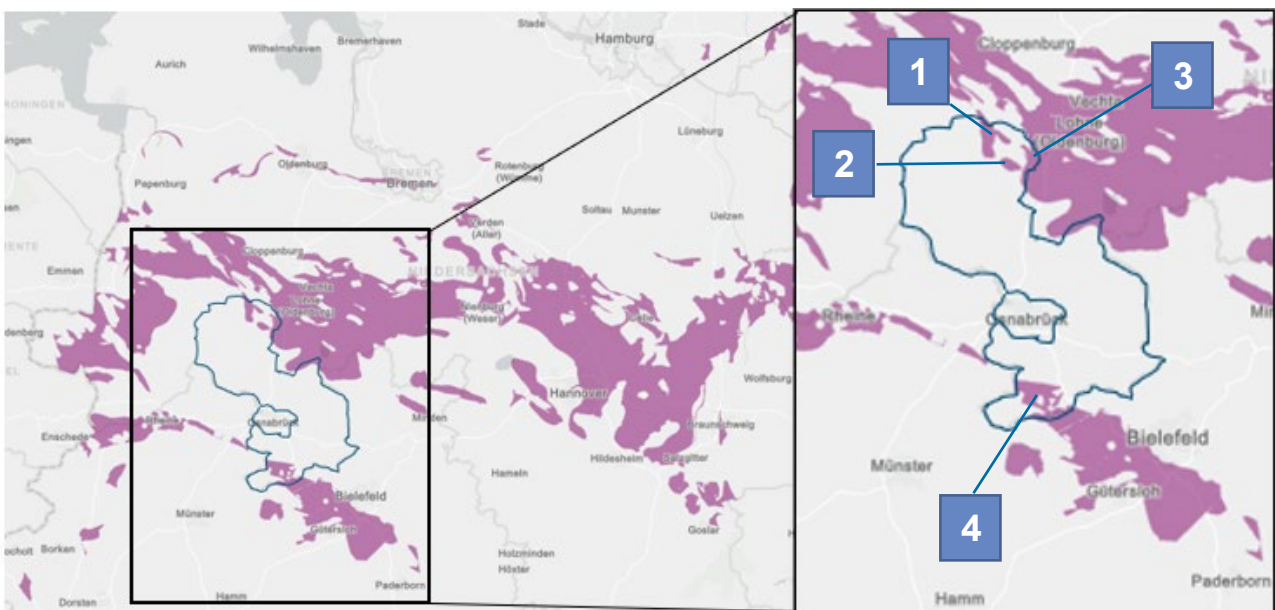 Stade
Bremerhaven
Wilhelmshaven
Hamburg
Aurich
Lüneburg
Oldenburg
BREMEN
Rotenburg
(Wümme)
Bremen
Papenburg
Soltau
Munster
Uelzen
Verden
(Aller)
Cloppenburg
Emmen
Vechta
Lohne
(Oldenburg)
Nienburg
(Weser)
Celle
Wolfsburg
Hannover
Rheine
Minden
Osnabrück
Braunschweig
Enschede
Hildesheim
Salzgitter
Hameln
Bielefeld
Münster
Gütersloh
Goslar
Borken
Holzminden
Höxter
Paderborn
Hamm
Dorsten
Cloppenburg
1
3
Vechta
Lohne
(Oldenburg)
2
Rheine
Osnabrück
Bielefeld
Münster
Gütersloh
4
Paderborn
Hamm